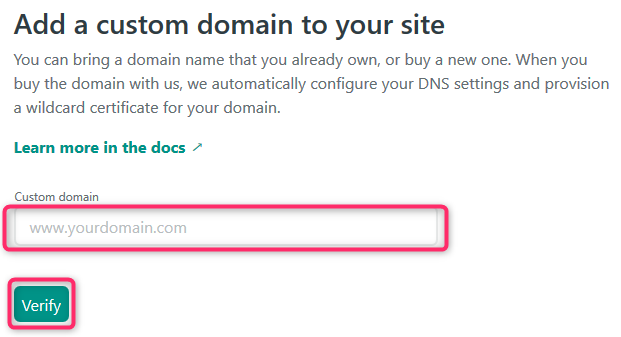 Add a custom domain to your site
You can bring a domain name that you already own, or buy a new one. When you
buy the domain with us, we automatically configure your DNS settings and provision
a wildcard certificate for your domain.
Learn more in the docs ↗
Custom domain
www.yourdomain.com
Verify